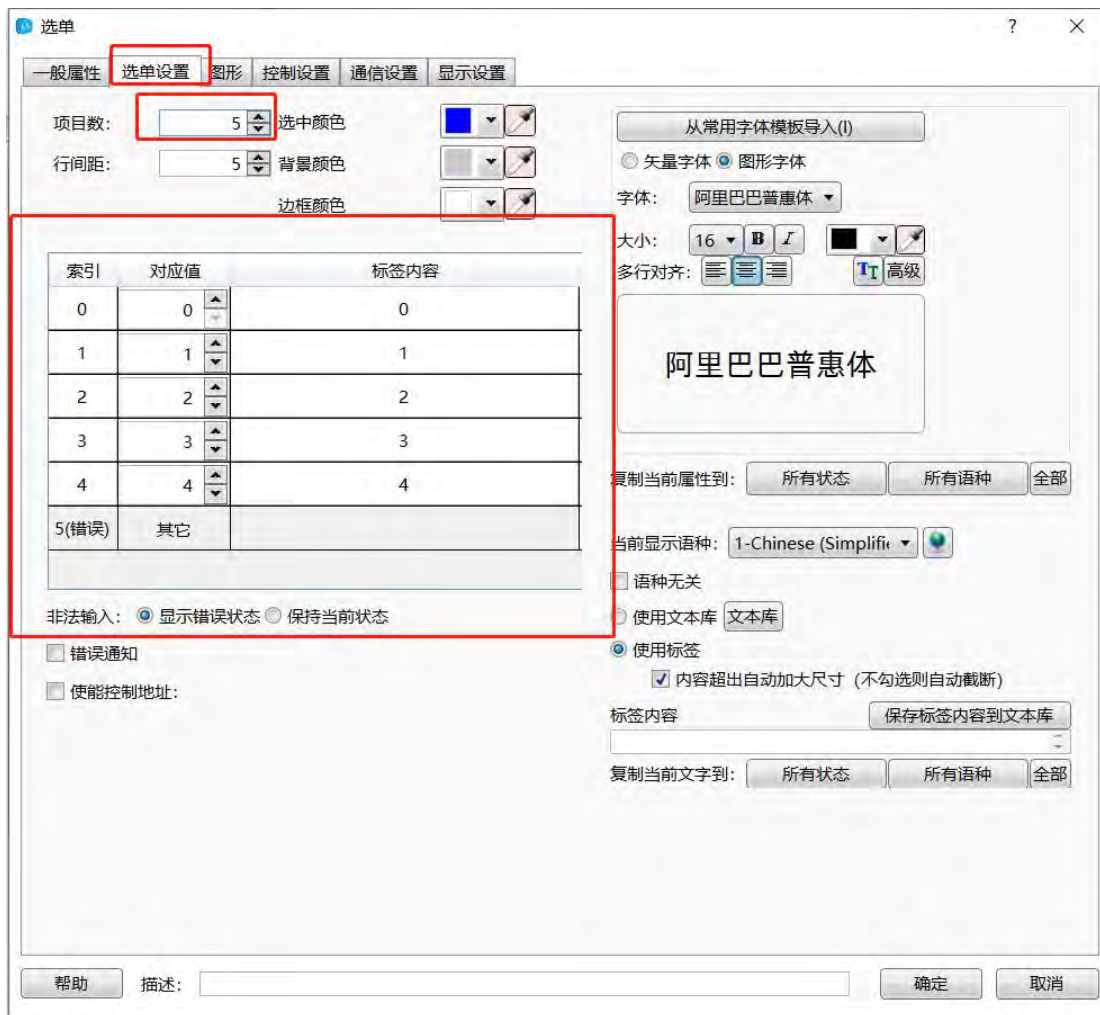 选单
一般属性 选单设置 图形 控制设置 通信设置 显示设置
项目数： 5 选中颜色
行间距： 5 背景颜色
边框颜色
索引 对应值 标签内容
0 0 0
1 1 1
2 2 2
3 3 3
4 4 4
5(错误) 其它
非法输入： 显示错误状态 保持当前状态
错误通知
使能控制地址：
从常用字体模板导入(I)
矢量字体 图形字体
字体： 阿里巴巴普惠体
大小： 16 B I
多行对齐： TT 高级
阿里巴巴普惠体
复制当前属性到： 所有状态 所有语种 全部
当前显示语种： 1-Chinese (Simplifi
语种无关
使用文本库 文本库
使用标签
内容超出自动加大尺寸 (不勾选则自动截断)
标签内容 保存标签内容到文本库
复制当前文字到： 所有状态 所有语种 全部
帮助 描述： 确定 取消